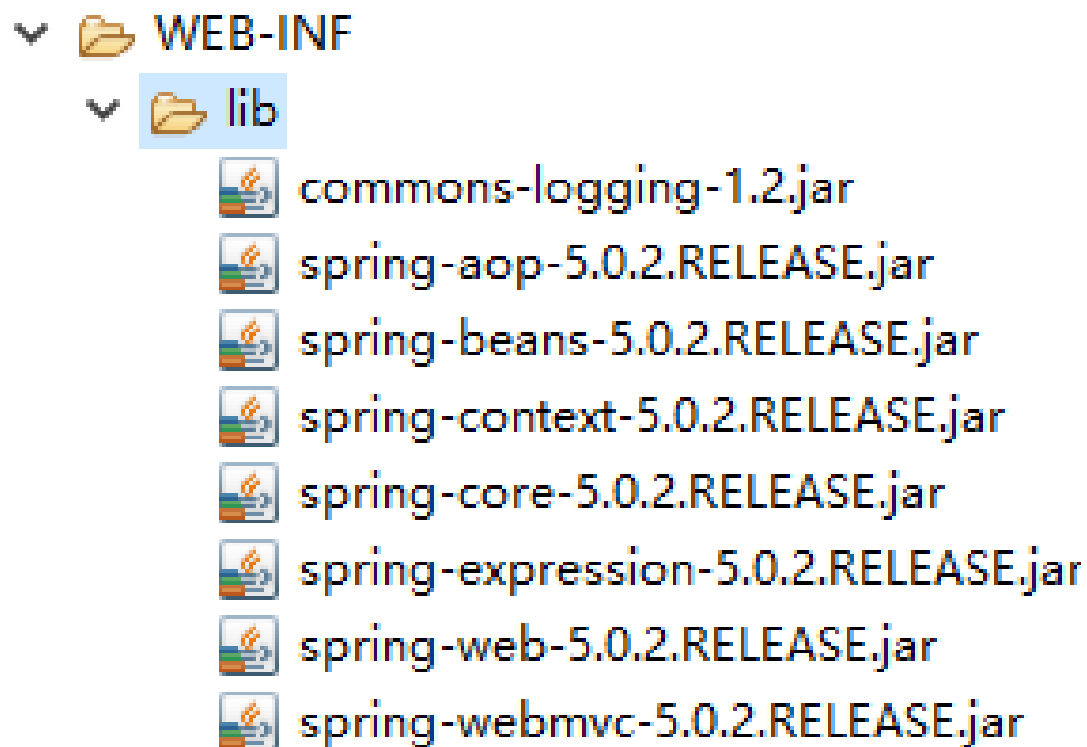 WEB-INF
lib
commons-logging-1.2.jar
spring-aop-5.0.2.RELEASE.jar
spring-beans-5.0.2.RELEASE.jar
spring-context-5.0.2.RELEASE.jar
spring-core-5.0.2.RELEASE.jar
spring-expression-5.0.2.RELEASE.jar
spring-web-5.0.2.RELEASE.jar
spring-webmvc-5.0.2.RELEASE.jar